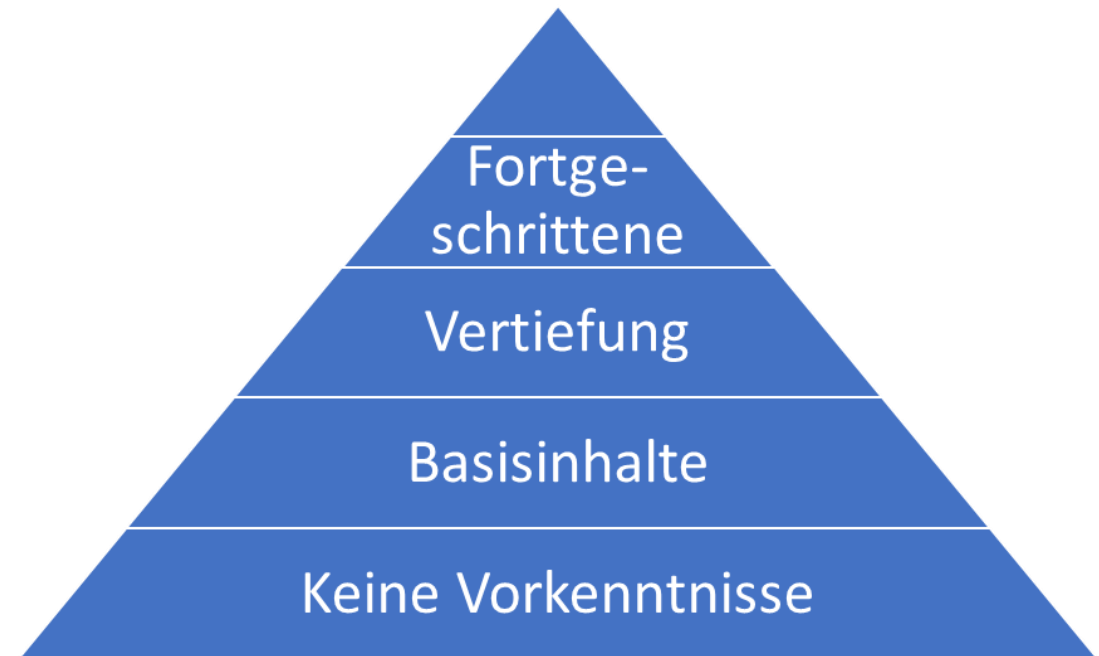 Fortge-
schrittene
Vertiefung
Basisinhalte
Keine Vorkenntnisse